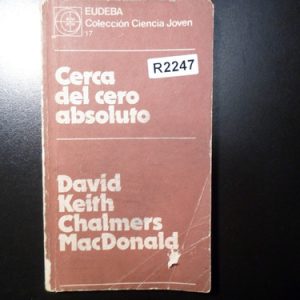 EUDEBA
Colección Ciencia Joven
17
R2247
Cerca
del cero
absoluto
David
Keith
Chalmers
MacDonald